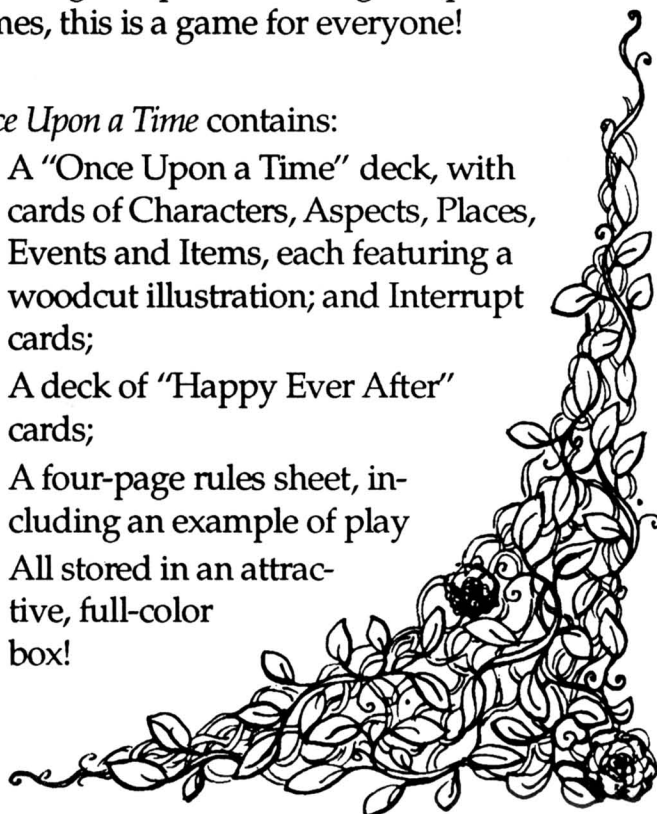 this is a game for everyone!
Upon a Time contains:
A “Once Upon a Time” deck, with
cards of Characters, Aspects, Places,
Events and Items, each featuring a
woodcut illustration; and Interrupt
cards;
A deck of “Happy Ever After”
cards;
A four-page rules sheet, in-
cluding an example of play
All stored in an attrac-
tive, full-color
box!